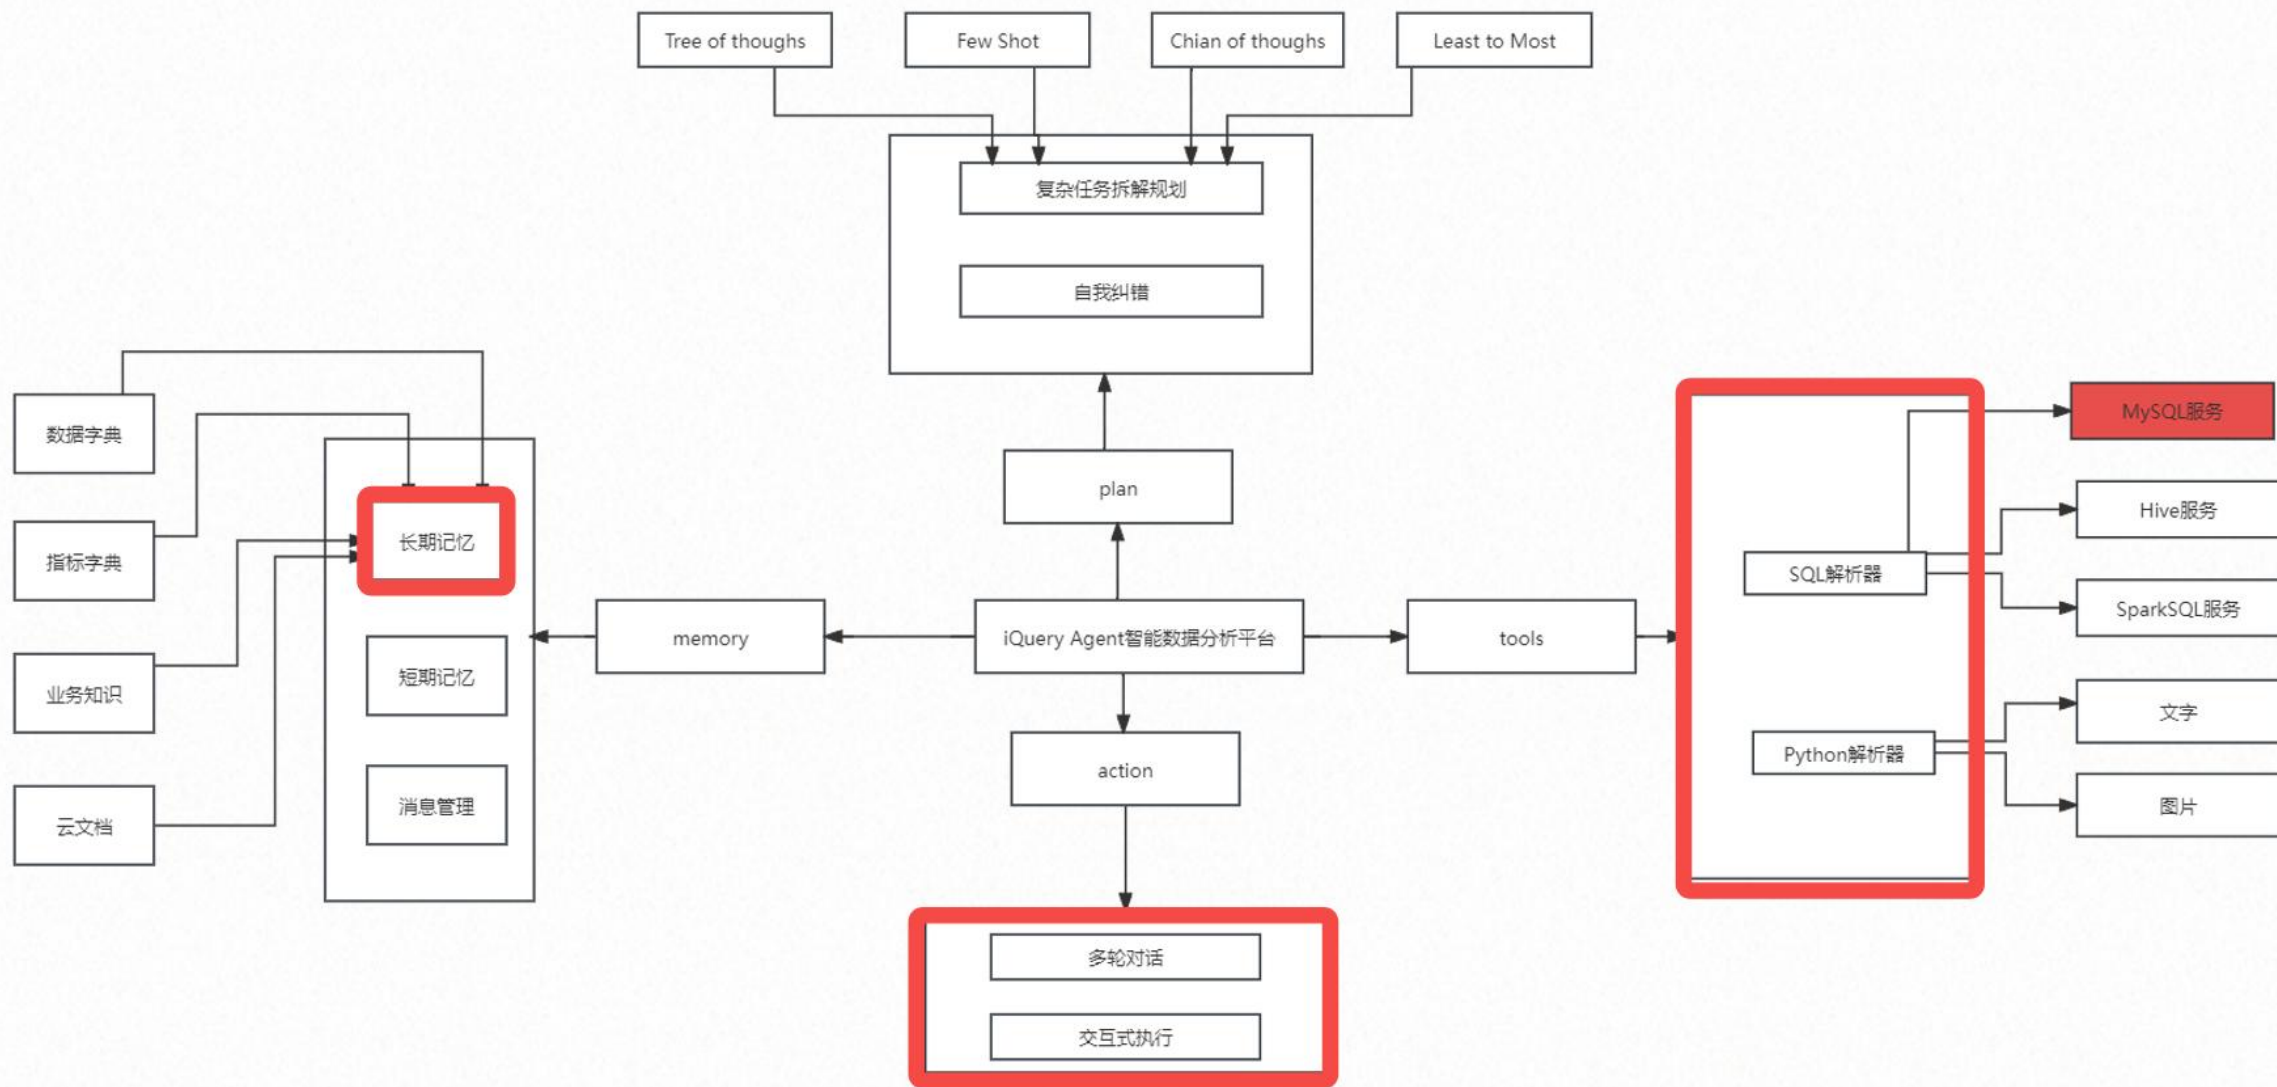 Tree of thoughs
Few Shot
Chian of thoughs
Least to Most
复杂任务拆解规划
自我纠错
数据字典
指标字典
业务知识
云文档
长期记忆
短期记忆
消息管理
memory
plan
iQuery Agent智能数据分析平台
action
多轮对话
交互式执行
tools
SQL解析器
Python解析器
MySQL服务
Hive服务
SparkSQL服务
文字
图片